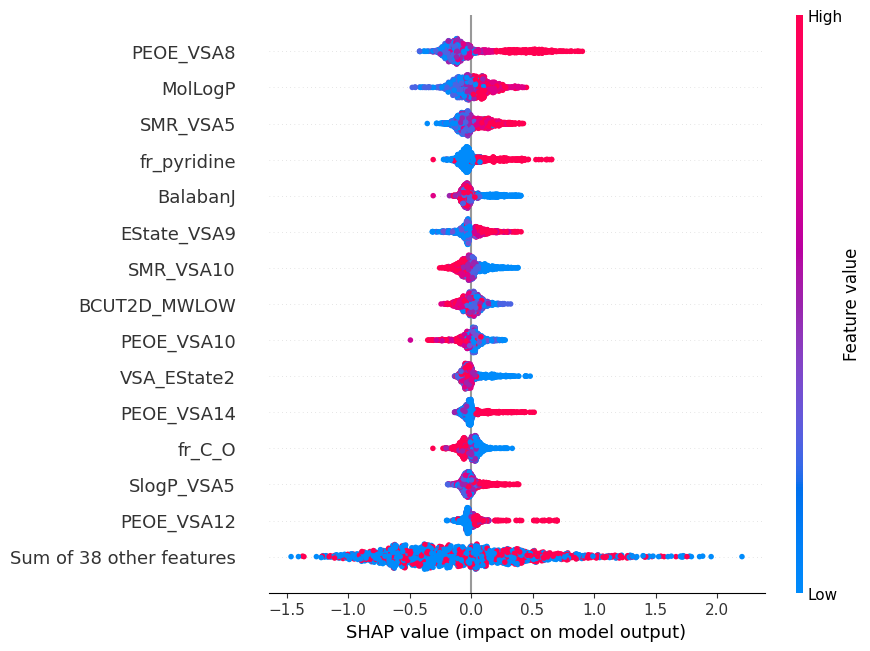 High
PEOE_VSA8
MolLogP
SMR_VSA5
fr_pyridine
BalabanJ
EState_VSA9
SMR_VSA10
BCUT2D_MWLOW
PEOE_VSA10
VSA_EState2
PEOE_VSA14
fr_C_O
SlogP_VSA5
PEOE_VSA12
Sum of 38 other features
Feature value
Low
−1.5 −1.0 −0.5 0.0 0.5 1.0 1.5 2.0
SHAP value (impact on model output)